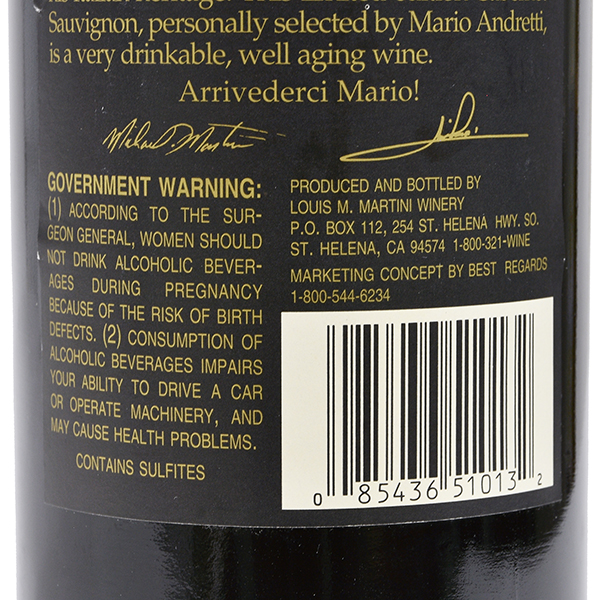 Sauvignon, personally selected by Mario Andretti,
is a very drinkable, well aging wine.
Arrivederci Mario!
Michael Martini
GOVERNMENT WARNING:
(1) ACCORDING TO THE SUR-
GEON GENERAL, WOMEN SHOULD
NOT DRINK ALCOHOLIC BEVER-
AGES DURING PREGNANCY
BECAUSE OF THE RISK OF BIRTH
DEFECTS. (2) CONSUMPTION OF
ALCOHOLIC BEVERAGES IMPAIRS
YOUR ABILITY TO DRIVE A CAR
OR OPERATE MACHINERY, AND
MAY CAUSE HEALTH PROBLEMS.
CONTAINS SULFITES
PRODUCED AND BOTTLED BY
LOUIS M. MARTINI WINERY
P.O. BOX 112, 254 ST. HELENA HWY. SO.
ST. HELENA, CA 94574 1-800-321-WINE
MARKETING CONCEPT BY BEST REGARDS
1-800-544-6234
0 85436 51013 2